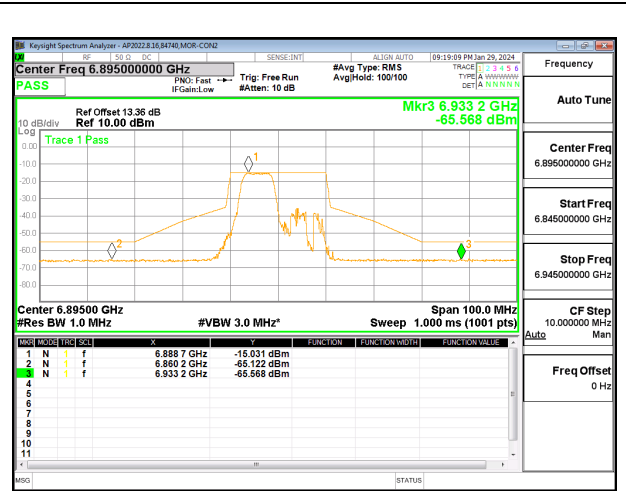 Keysight Spectrum Analyzer - AP2022.8.16,84740,MOR-CON2
RF 50 Ω DC SENSE:INT ALIGN AUTO 09:19:09 PM Jan 29, 2024
Center Freq 6.895000000 GHz
PASS
PNO: Fast
IFGain:Low
Trig: Free Run
#Atten: 10 dB
#Avg Type: RMS
Avg|Hold: 100/100
TRACE 1 2 3 4 5 6
TYPE A WWWWW
DET A N N N N N
Ref Offset 13.36 dB
10 dB/div Ref 10.00 dBm
Mkr3 6.933 2 GHz
-65.568 dBm
Log
Trace 1 Pass
0.00
-10.0
-20.0
-30.0
-40.0
-50.0
-60.0
-70.0
-80.0
1
2
3
Center 6.89500 GHz Span 100.0 MHz
#Res BW 1.0 MHz #VBW 3.0 MHz* Sweep 1.000 ms (1001 pts)
MKR MODE TRC SCL X Y FUNCTION FUNCTION WIDTH FUNCTION VALUE
1 N 1 f 6.888 7 GHz -15.031 dBm
2 N 1 f 6.860 2 GHz -65.122 dBm
3 N 1 f 6.933 2 GHz -65.568 dBm
4
5
6
7
8
9
10
11
MSG STATUS
Frequency
Auto Tune
Center Freq
6.895000000 GHz
Start Freq
6.845000000 GHz
Stop Freq
6.945000000 GHz
CF Step
10.000000 MHz
Auto Man
Freq Offset
0 Hz